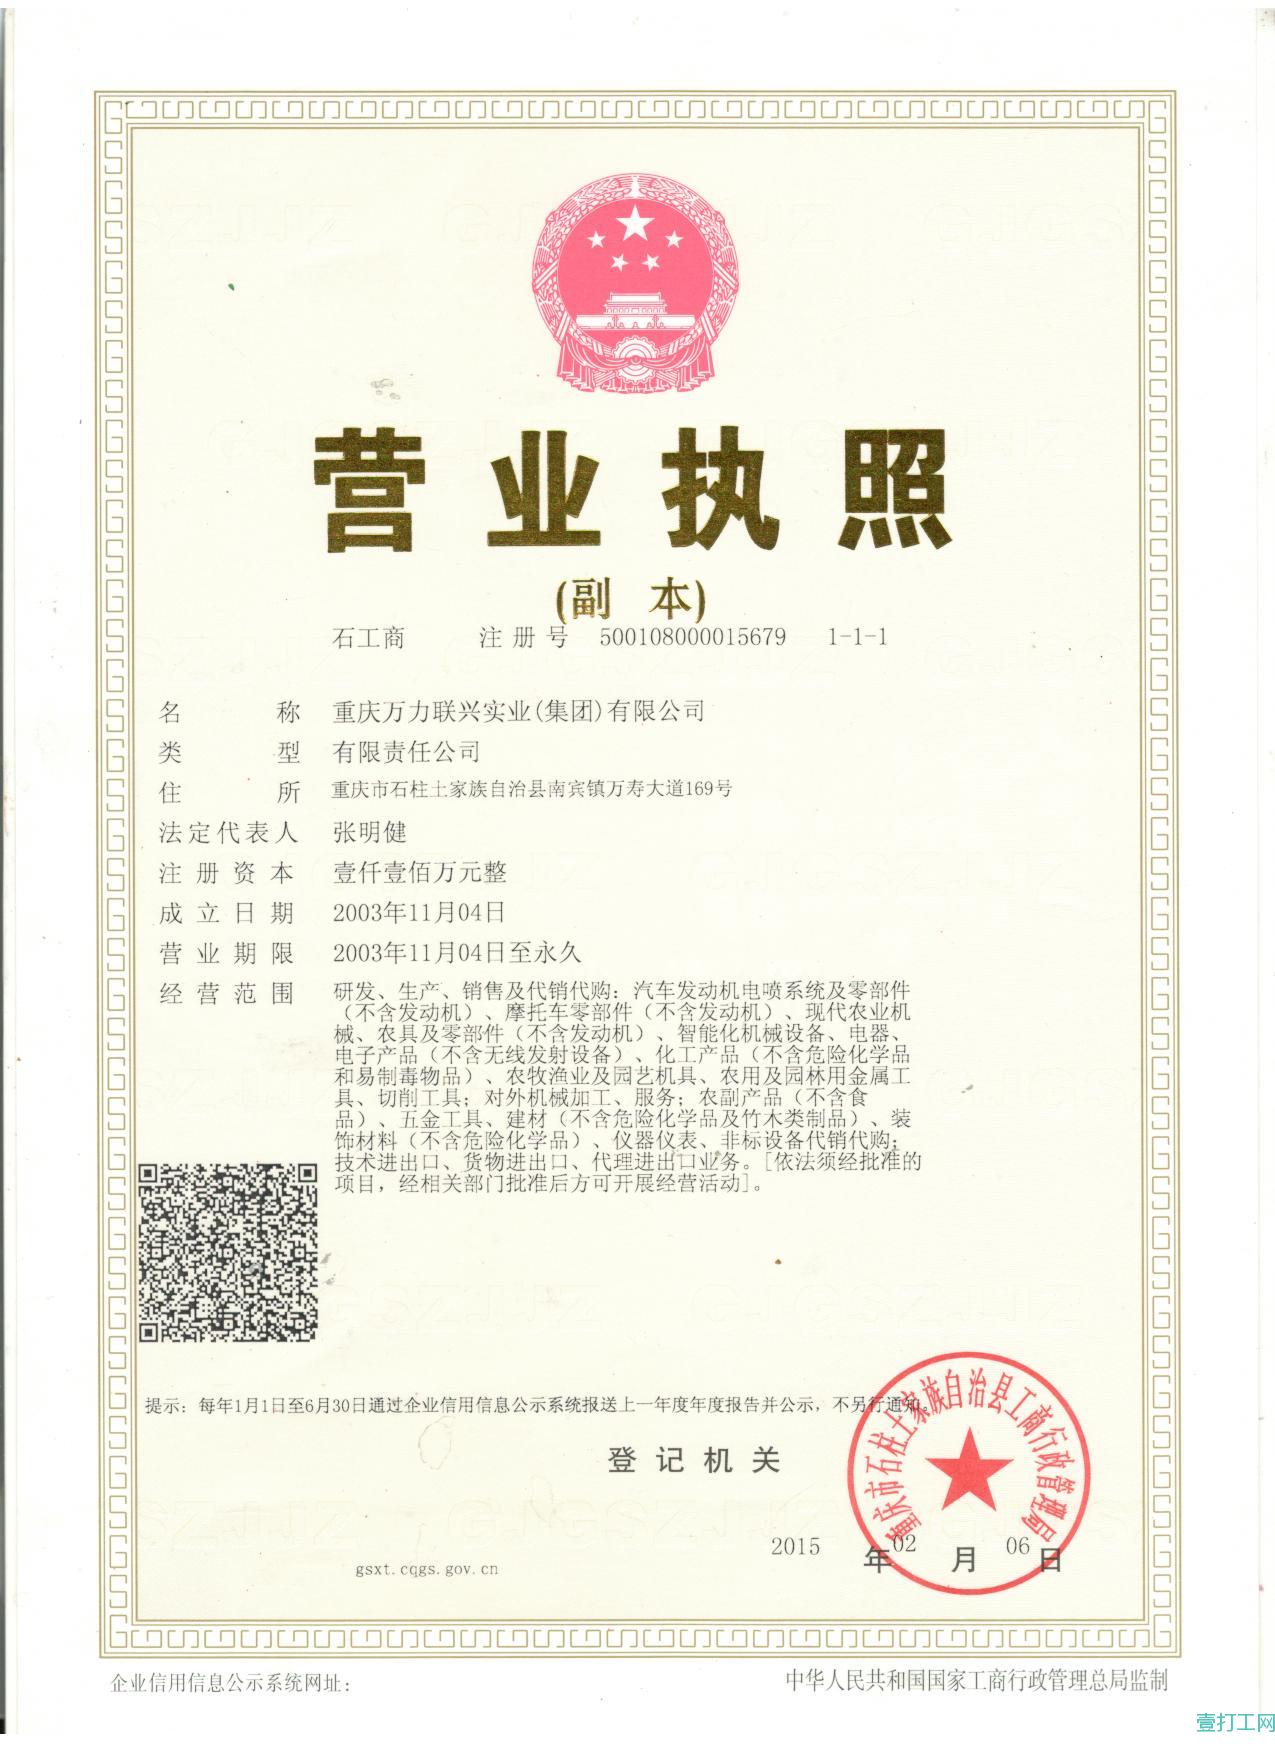 营业执照
(副 本)
石工商 注册号 500108000015679 1-1-1
名称 重庆万力联兴实业(集团)有限公司
类型 有限责任公司
住所 重庆市石柱土家族自治县南宾镇万寿大道169号
法定代表人 张明健
注册资本 壹仟壹佰万元整
成立日期 2003年11月04日
营业期限 2003年11月04日至永久
经营范围 研发、生产、销售及代销代购：汽车发动机电喷系统及零部件
（不含发动机）、摩托车零部件（不含发动机）、现代农业机
械、农具及零部件（不含发动机）、智能化机械设备、电器、
电子产品（不含无线发射设备）、化工产品（不含危险化学品
和易制毒物品）、农牧渔业及园艺机具、农用及园林用金属工
具、切削工具；对外机械加工、服务；农副产品（不含食
品）、五金工具、建材（不含危险化学品及竹木类制品）、装
饰材料（不含危险化学品）、仪器仪表、非标设备代销代购；
技术进出口、货物进出口、代理进出口业务。[依法须经批准的
项目，经相关部门批准后方可开展经营活动]。
提示：每年1月1日至6月30日通过企业信用信息公示系统报送上一年度年度报告并公示，不另行通知。
登记机关
重庆市石柱土家族自治县工商行政管理局
2015年02月06日
gsxt.cqgs.gov.cn
企业信用信息公示系统网址：
中华人民共和国国家工商行政管理总局监制
壹打工网